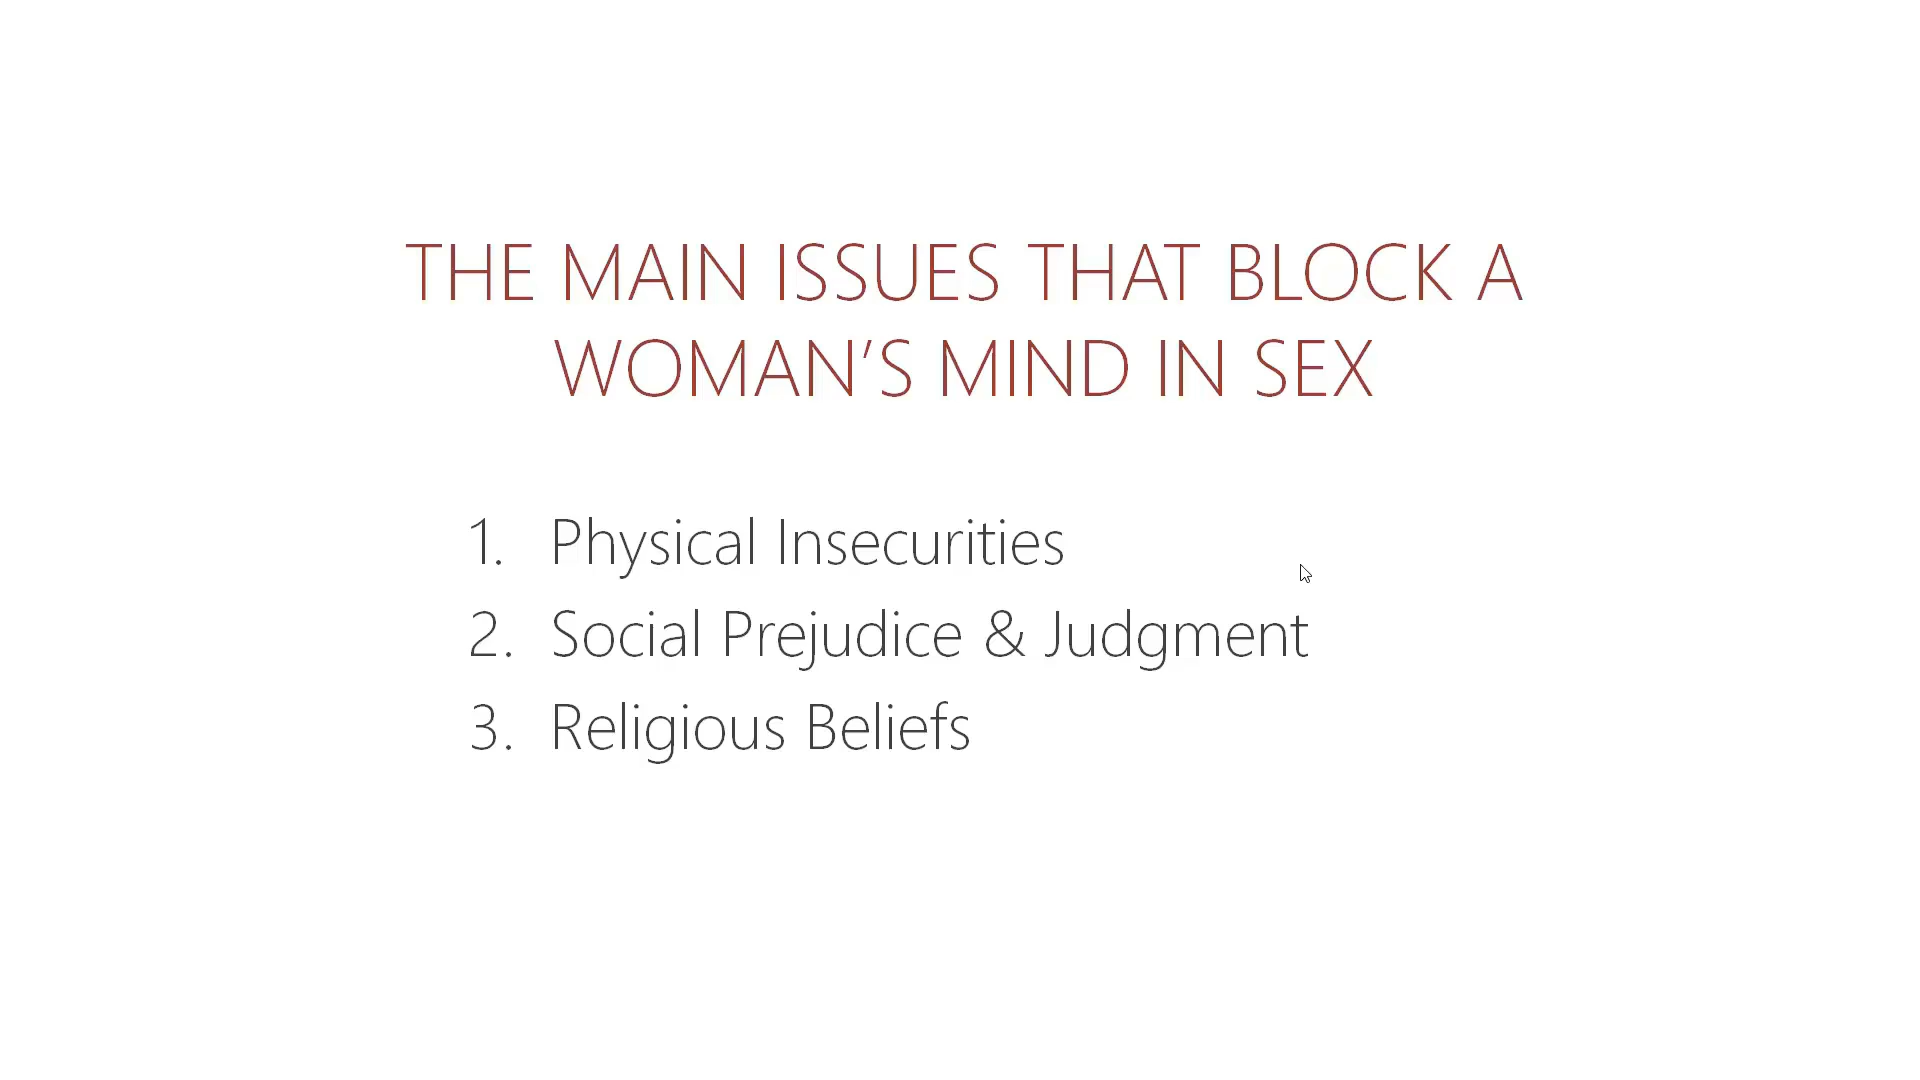 THE MAIN ISSUES THAT BLOCK A
WOMAN’S MIND IN SEX
1. Physical Insecurities
2. Social Prejudice & Judgment
3. Religious Beliefs